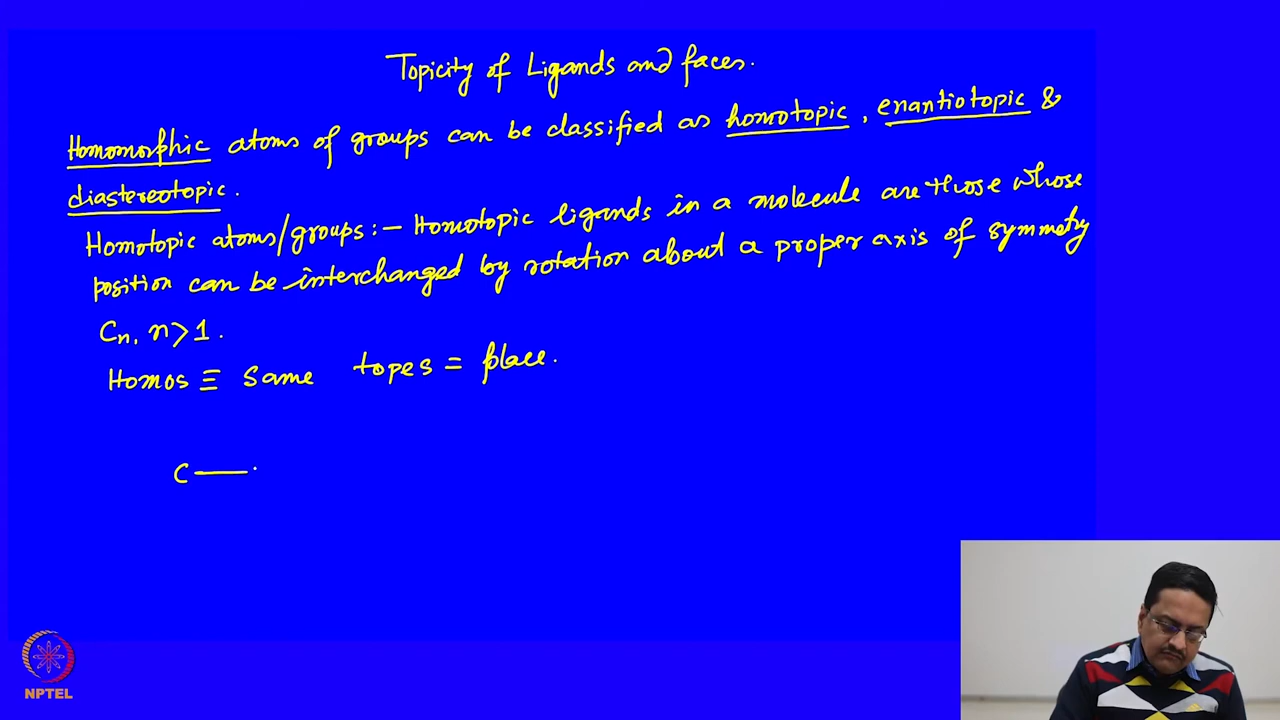 Topicity of Ligands and faces.
Homomorphic atoms of groups can be classified as homotopic, enantiotopic &
diastereotopic.
Homotopic atoms/groups:- Homotopic ligands in a molecule are those whose
position can be interchanged by rotation about a proper axis of symmetry
Cn, n>1.
Homos ≡ Same topes = place.
C—
NPTEL